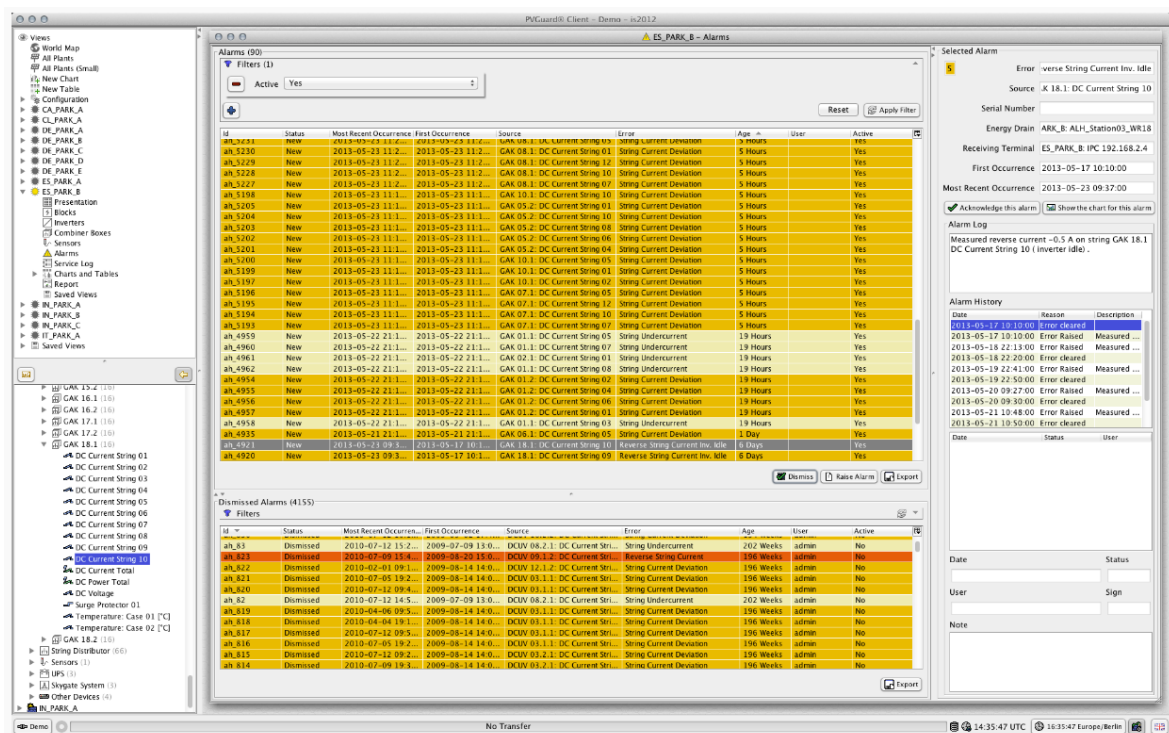 PVGuard® Client – Demo – is2012
Views
World Map
All Plants
All Plants (Small)
New Chart
New Table
Configuration
CA_PARK_A
CL_PARK_A
DE_PARK_A
DE_PARK_B
DE_PARK_C
DE_PARK_D
DE_PARK_E
ES_PARK_A
ES_PARK_B
Presentation
Blocks
Inverters
Combiner Boxes
Sensors
Alarms
Service Log
Charts and Tables
Report
Saved Views
IN_PARK_A
IN_PARK_B
IN_PARK_C
IT_PARK_A
Saved Views
GAK 15.2 (16)
GAK 16.1 (16)
GAK 16.2 (16)
GAK 17.1 (16)
GAK 17.2 (16)
GAK 18.1 (16)
DC Current String 01
DC Current String 02
DC Current String 03
DC Current String 04
DC Current String 05
DC Current String 06
DC Current String 07
DC Current String 08
DC Current String 09
DC Current String 10
DC Current Total
DC Power Total
DC Voltage
Surge Protector 01
Temperature: Case 01 [°C]
Temperature: Case 02 [°C]
GAK 18.2 (16)
String Distributor (66)
Sensors (1)
UPS (3)
Skygate System (3)
Other Devices (4)
IN_PARK_A
ES_PARK_B – Alarms
Alarms (90)
Filters (1)
Active Yes
Reset Apply Filter
Id Status Most Recent Occurrence First Occurrence Source Error Age User Active
ah_5231 New 2013-05-23 11:2... 2013-05-23 11:2... GAK 08.1: DC Current String 03 String Current Deviation 5 Hours Yes
ah_5230 New 2013-05-23 11:2... 2013-05-23 11:2... GAK 08.1: DC Current String 01 String Current Deviation 5 Hours Yes
ah_5229 New 2013-05-23 11:2... 2013-05-23 11:2... GAK 08.1: DC Current String 12 String Current Deviation 5 Hours Yes
ah_5228 New 2013-05-23 11:2... 2013-05-23 11:2... GAK 08.1: DC Current String 10 String Current Deviation 5 Hours Yes
ah_5227 New 2013-05-23 11:2... 2013-05-23 11:2... GAK 08.1: DC Current String 07 String Current Deviation 5 Hours Yes
ah_5198 New 2013-05-23 11:1... 2013-05-23 11:1... GAK 10.1: DC Current String 10 String Current Deviation 5 Hours Yes
ah_5205 New 2013-05-23 11:1... 2013-05-23 11:1... GAK 05.2: DC Current String 01 String Current Deviation 5 Hours Yes
ah_5204 New 2013-05-23 11:1... 2013-05-23 11:1... GAK 05.2: DC Current String 10 String Current Deviation 5 Hours Yes
ah_5203 New 2013-05-23 11:1... 2013-05-23 11:1... GAK 05.2: DC Current String 08 String Current Deviation 5 Hours Yes
ah_5202 New 2013-05-23 11:1... 2013-05-23 11:1... GAK 05.2: DC Current String 06 String Current Deviation 5 Hours Yes
ah_5201 New 2013-05-23 11:1... 2013-05-23 11:1... GAK 05.2: DC Current String 04 String Current Deviation 5 Hours Yes
ah_5200 New 2013-05-23 11:1... 2013-05-23 11:1... GAK 10.1: DC Current String 05 String Current Deviation 5 Hours Yes
ah_5199 New 2013-05-23 11:1... 2013-05-23 11:1... GAK 10.1: DC Current String 01 String Current Deviation 5 Hours Yes
ah_5197 New 2013-05-23 11:1... 2013-05-23 11:1... GAK 10.1: DC Current String 02 String Current Deviation 5 Hours Yes
ah_5196 New 2013-05-23 11:1... 2013-05-23 11:1... GAK 07.1: DC Current String 05 String Current Deviation 5 Hours Yes
ah_5195 New 2013-05-23 11:1... 2013-05-23 11:1... GAK 07.1: DC Current String 12 String Current Deviation 5 Hours Yes
ah_5194 New 2013-05-23 11:1... 2013-05-23 11:1... GAK 07.1: DC Current String 10 String Current Deviation 5 Hours Yes
ah_5193 New 2013-05-23 11:1... 2013-05-23 11:1... GAK 07.1: DC Current String 07 String Current Deviation 5 Hours Yes
ah_4959 New 2013-05-22 21:1... 2013-05-22 21:1... GAK 01.1: DC Current String 05 String Undercurrent 19 Hours Yes
ah_4960 New 2013-05-22 21:1... 2013-05-22 21:1... GAK 01.1: DC Current String 07 String Undercurrent 19 Hours Yes
ah_4961 New 2013-05-22 21:1... 2013-05-22 21:1... GAK 02.1: DC Current String 01 String Undercurrent 19 Hours Yes
ah_4962 New 2013-05-22 21:1... 2013-05-22 21:1... GAK 01.1: DC Current String 08 String Undercurrent 19 Hours Yes
ah_4954 New 2013-05-22 21:1... 2013-05-22 21:1... GAK 01.2: DC Current String 02 String Current Deviation 19 Hours Yes
ah_4955 New 2013-05-22 21:1... 2013-05-22 21:1... GAK 01.2: DC Current String 04 String Current Deviation 19 Hours Yes
ah_4956 New 2013-05-22 21:1... 2013-05-22 21:1... GAK 01.2: DC Current String 06 String Current Deviation 19 Hours Yes
ah_4957 New 2013-05-22 21:1... 2013-05-22 21:1... GAK 01.2: DC Current String 01 String Current Deviation 19 Hours Yes
ah_4958 New 2013-05-22 21:1... 2013-05-22 21:1... GAK 01.1: DC Current String 03 String Undercurrent 19 Hours Yes
ah_4935 New 2013-05-21 21:1... 2013-05-21 21:1... GAK 06.1: DC Current String 05 String Current Deviation 1 Day Yes
ah_4921 New 2013-05-23 09:3... 2013-05-17 10:1... GAK 18.1: DC Current String 10 Reverse String Current Inv. Idle 6 Days Yes
ah_4920 New 2013-05-23 09:3... 2013-05-17 10:1... GAK 18.1: DC Current String 09 Reverse String Current Inv. Idle 6 Days Yes
Dismiss Raise Alarm Export
Dismissed Alarms (4155)
Filters
Id Status Most Recent Occurren... First Occurrence Source Error Age User Active
ah_83 Dismissed 2010-07-12 15:2... 2009-07-09 13:0... DCUV 08.2.1: DC Current Stri... String Undercurrent 202 Weeks admin No
ah_823 Dismissed 2010-07-09 15:4... 2009-08-20 15:0... DCUV 09.1.2: DC Current Stri... Reverse String Current 196 Weeks admin No
ah_822 Dismissed 2010-02-01 09:1... 2009-08-14 14:0... DCUV 12.1.2: DC Current Stri... String Current Deviation 196 Weeks admin No
ah_821 Dismissed 2010-07-05 19:2... 2009-08-14 14:0... DCUV 03.1.1: DC Current Stri... String Current Deviation 196 Weeks admin No
ah_820 Dismissed 2010-07-12 09:4... 2009-08-14 14:0... DCUV 03.1.1: DC Current Stri... String Current Deviation 196 Weeks admin No
ah_82 Dismissed 2010-07-12 14:5... 2009-07-09 13:0... DCUV 08.2.1: DC Current Stri... String Undercurrent 202 Weeks admin No
ah_819 Dismissed 2010-04-06 09:5... 2009-08-14 14:0... DCUV 03.1.1: DC Current Stri... String Current Deviation 196 Weeks admin No
ah_818 Dismissed 2010-04-04 19:1... 2009-08-14 14:0... DCUV 03.1.1: DC Current Stri... String Current Deviation 196 Weeks admin No
ah_817 Dismissed 2010-07-12 09:5... 2009-08-14 14:0... DCUV 03.1.1: DC Current Stri... String Current Deviation 196 Weeks admin No
ah_816 Dismissed 2010-07-05 19:2... 2009-08-14 14:0... DCUV 03.1.1: DC Current Stri... String Current Deviation 196 Weeks admin No
ah_815 Dismissed 2010-07-12 09:2... 2009-08-14 14:0... DCUV 03.2.1: DC Current Stri... String Current Deviation 196 Weeks admin No
ah_814 Dismissed 2010-07-09 19:3... 2009-08-14 14:0... DCUV 03.2.1: DC Current Stri... String Current Deviation 196 Weeks admin No
Export
Selected Alarm
5 Error verse String Current Inv. Idle
Source .K 18.1: DC Current String 10
Serial Number
Energy Drain ARK_B: ALH_Station03_WR18
Receiving Terminal ES_PARK_B: IPC 192.168.2.4
First Occurrence 2013-05-17 10:10:00
Most Recent Occurrence 2013-05-23 09:37:00
Acknowledge this alarm Show the chart for this alarm
Alarm Log
Measured reverse current -0.5 A on string GAK 18.1
DC Current String 10 ( inverter idle) .
Alarm History
Date Reason Description
2013-05-17 10:10:00 Error cleared
2013-05-17 10:10:00 Error Raised Measured ...
2013-05-18 22:13:00 Error Raised Measured ...
2013-05-18 22:20:00 Error cleared
2013-05-19 22:41:00 Error Raised Measured ...
2013-05-19 22:50:00 Error cleared
2013-05-20 09:27:00 Error Raised Measured ...
2013-05-20 09:30:00 Error cleared
2013-05-21 10:48:00 Error Raised Measured ...
2013-05-21 10:50:00 Error cleared
Date Status User
Date Status
User Sign
Note
Demo No Transfer 14:35:47 UTC 16:35:47 Europe/Berlin